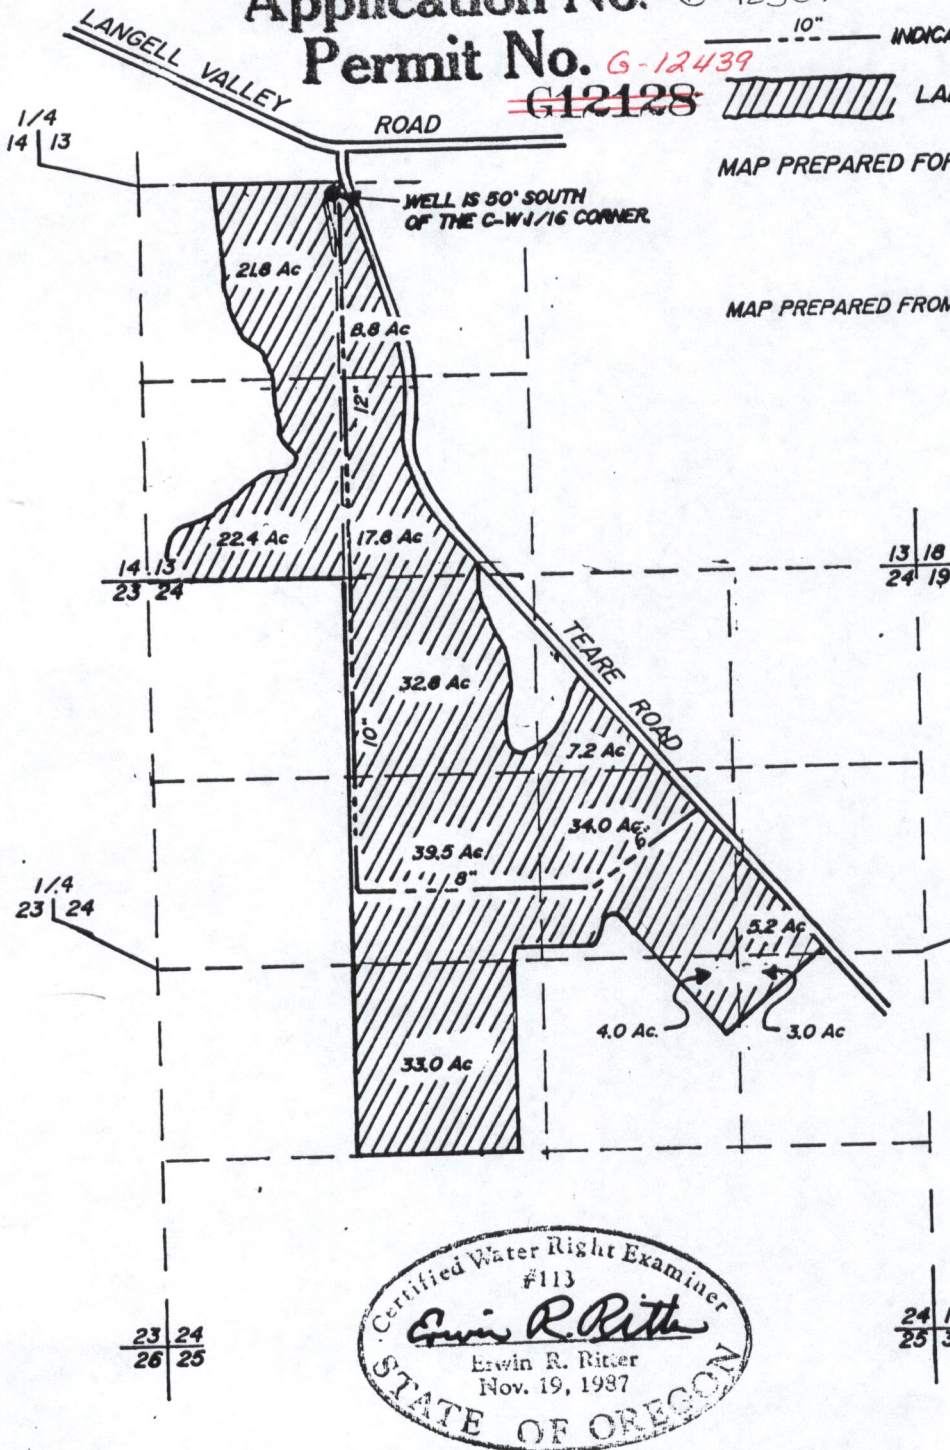 Application No.
Permit No. G-12439
G12128
10" INDICA
LA
MAP PREPARED FOR
MAP PREPARED FROM
LANGELL VALLEY
ROAD
1/4
14 13
WELL IS 50' SOUTH
OF THE C-W1/16 CORNER
21.8 Ac
8.8 Ac
12"
22.4 Ac
17.8 Ac
14 13
23 24
13 18
24 19
TEARE ROAD
32.8 Ac
10"
7.2 Ac
34.0 Ac
6"
39.5 Ac
8"
1/4
23 24
5.2 Ac
4.0 Ac.
3.0 Ac
33.0 Ac
Certified Water Right Examiner
#113
Erwin R. Ritter
Erwin R. Ritter
Nov. 19, 1987
STATE OF OREGON
23 24
26 25
24 1
25 3